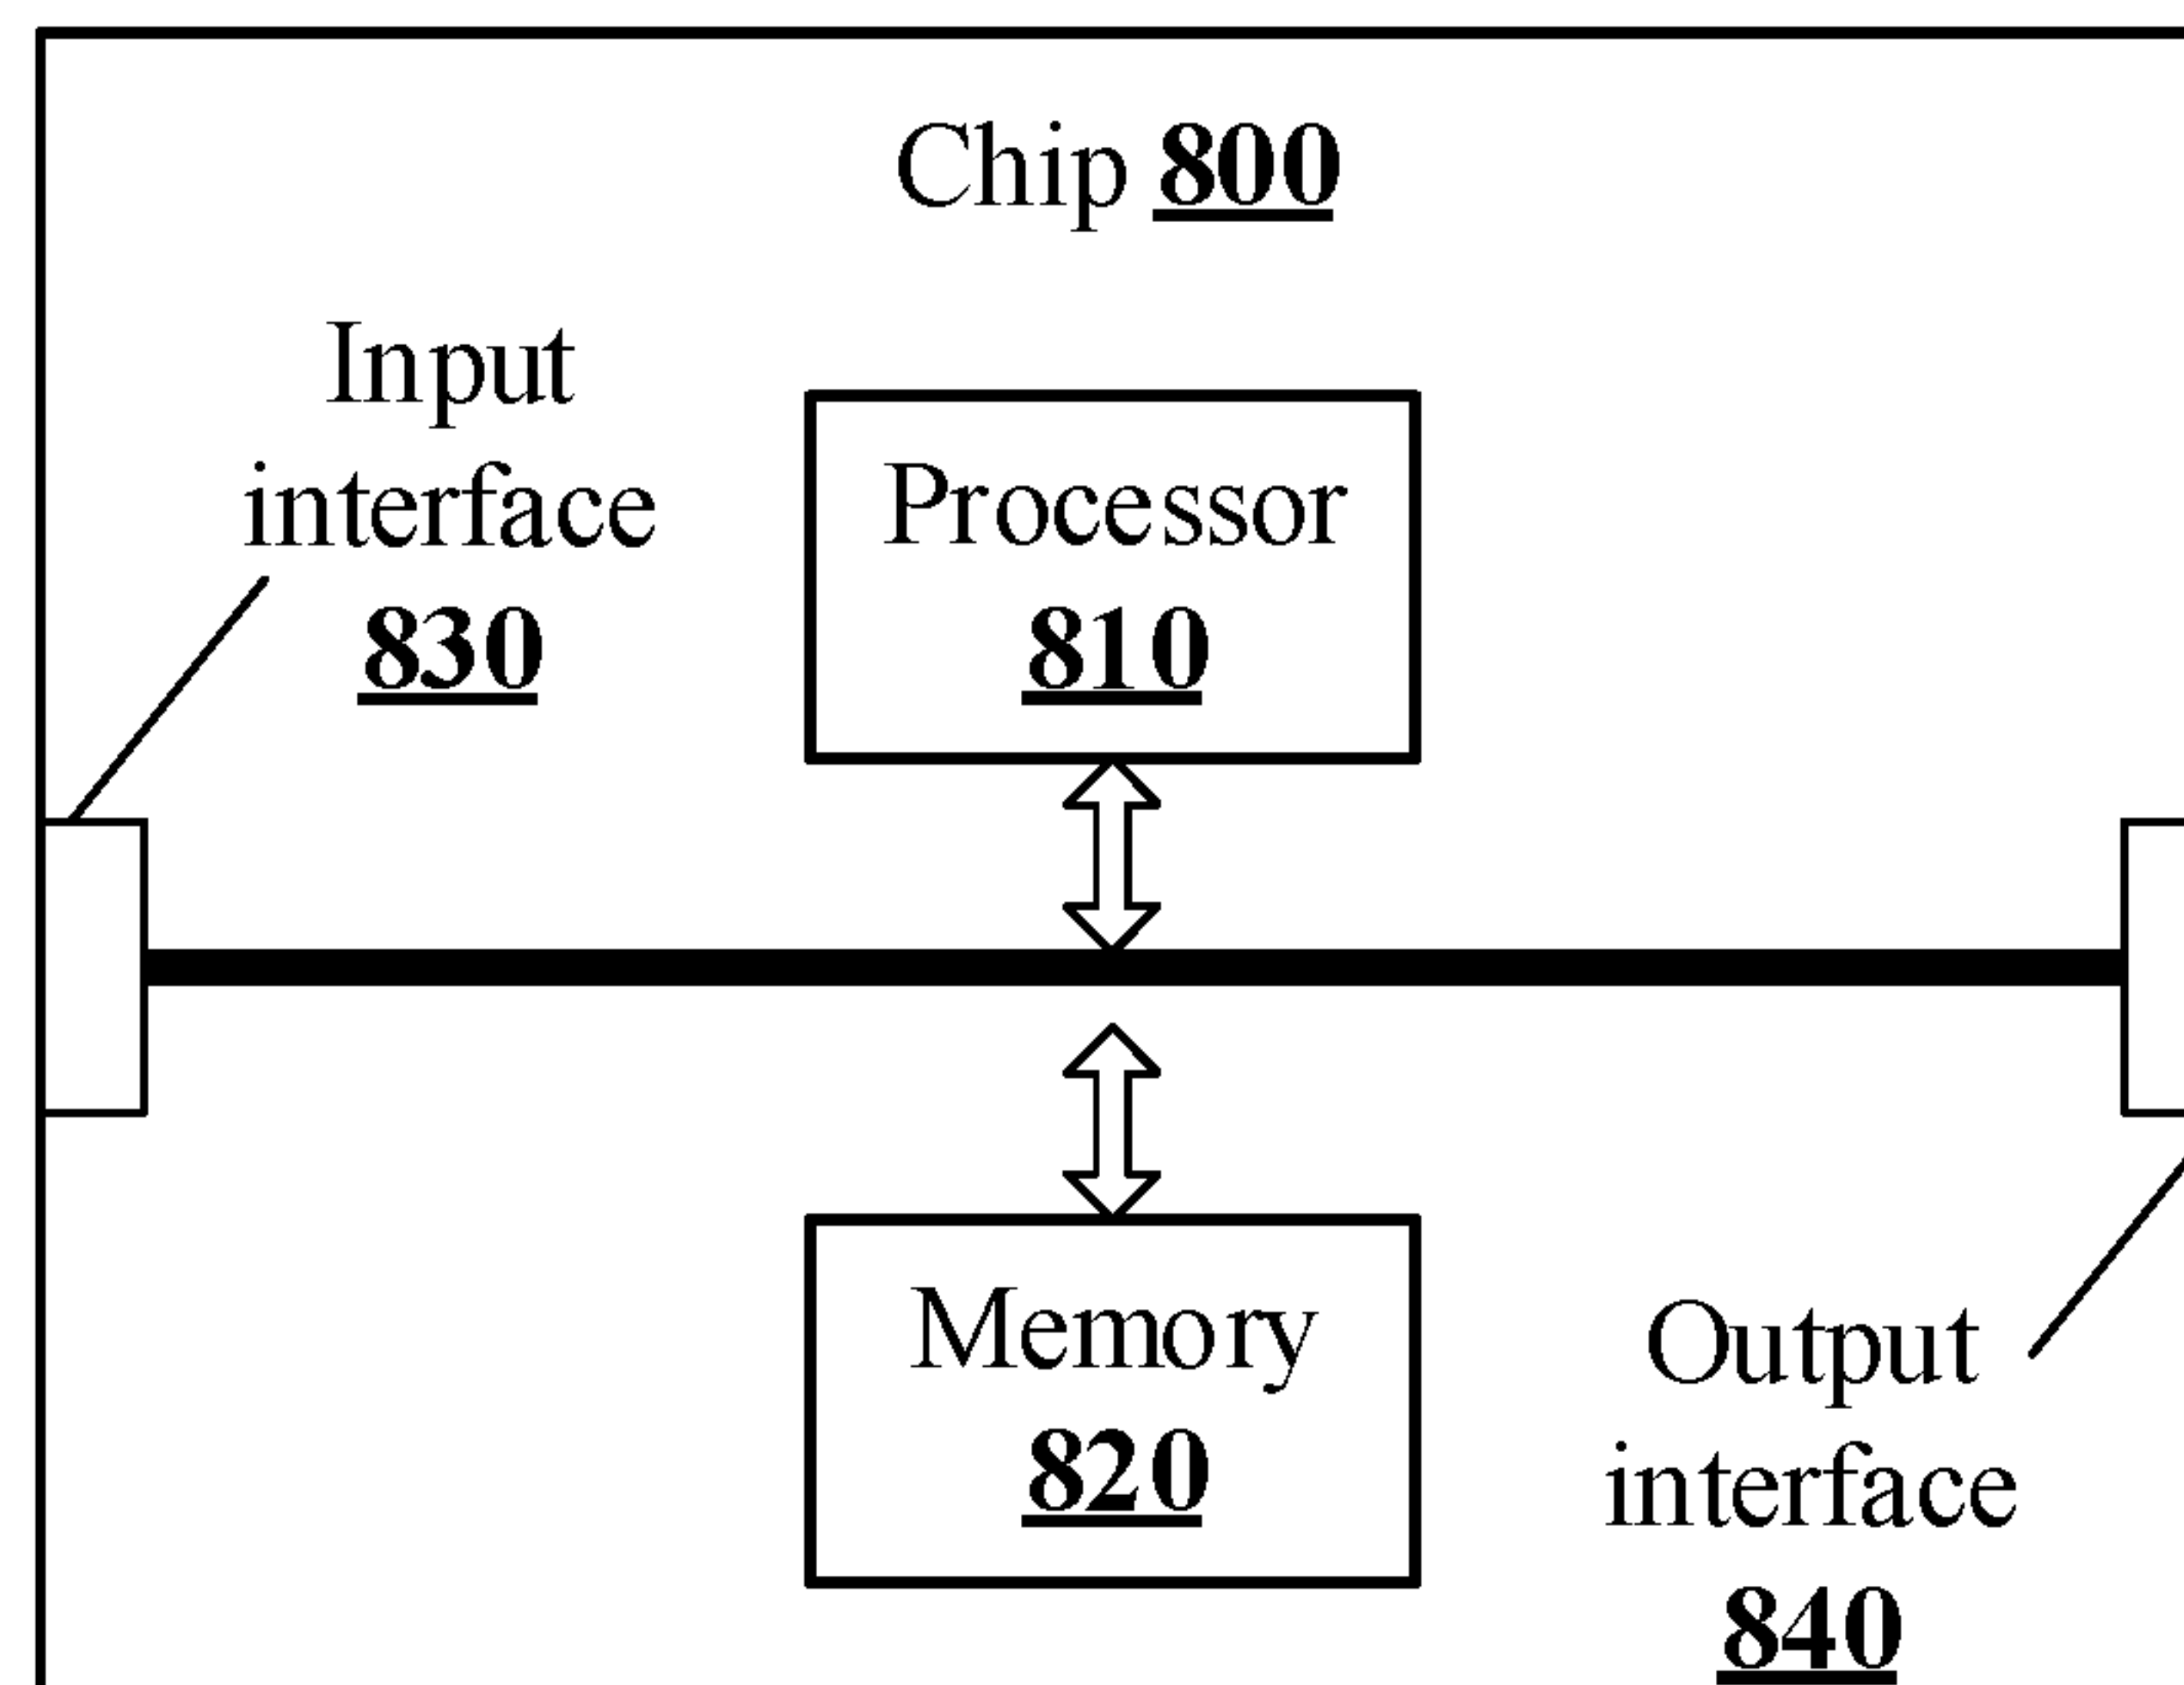 Chip 800
Input
interface
830
Processor
810
Memory
820
Output
interface
840